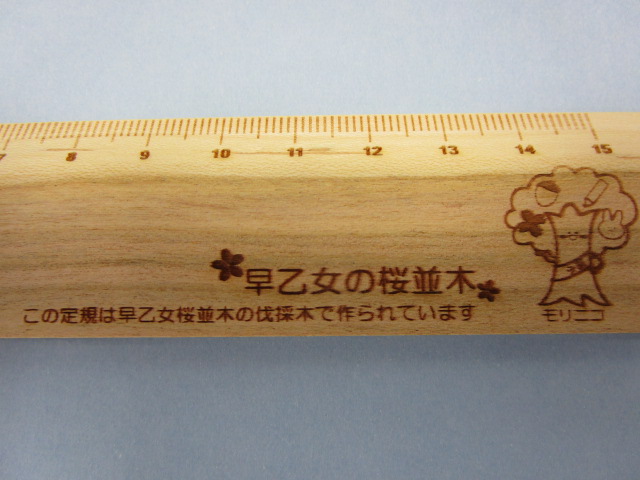 7 8 9 10 11 12 13 14 15
早乙女の桜並木
この定規は早乙女桜並木の伐採木で作られています
モリニコ